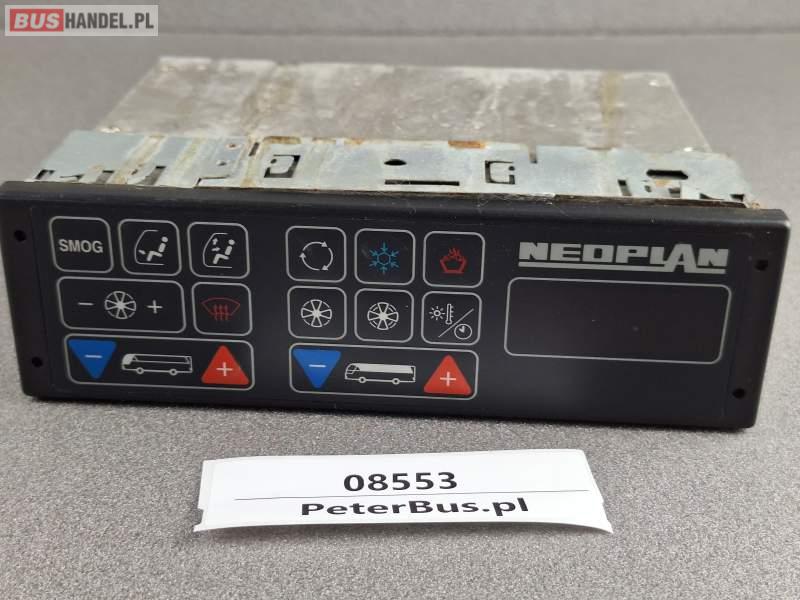 BUSHANDEL.PL
SMOG
NEOPLAN
- +
- +
- +
08553
PeterBus.pl